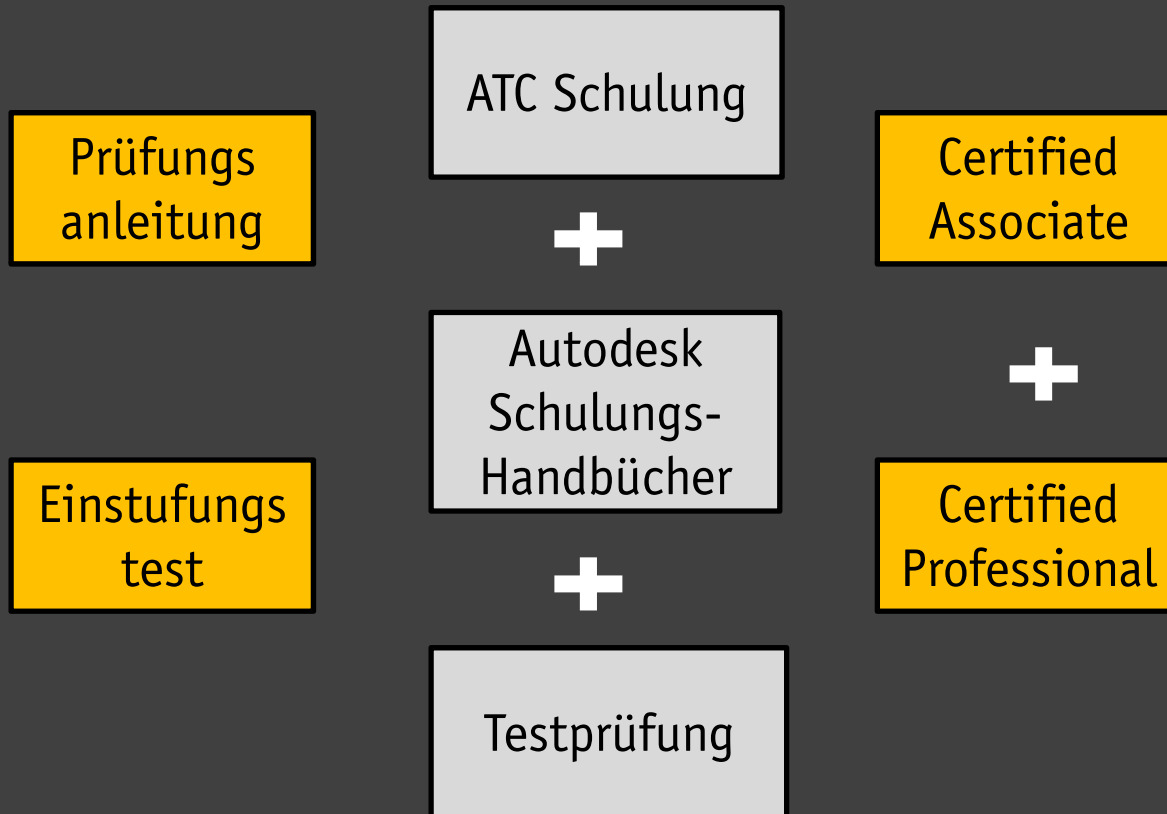 Prüfungs
anleitung
Einstufungs
test
ATC Schulung
+
Autodesk
Schulungs-
Handbücher
+
Testprüfung
Certified
Associate
+
Certified
Professional